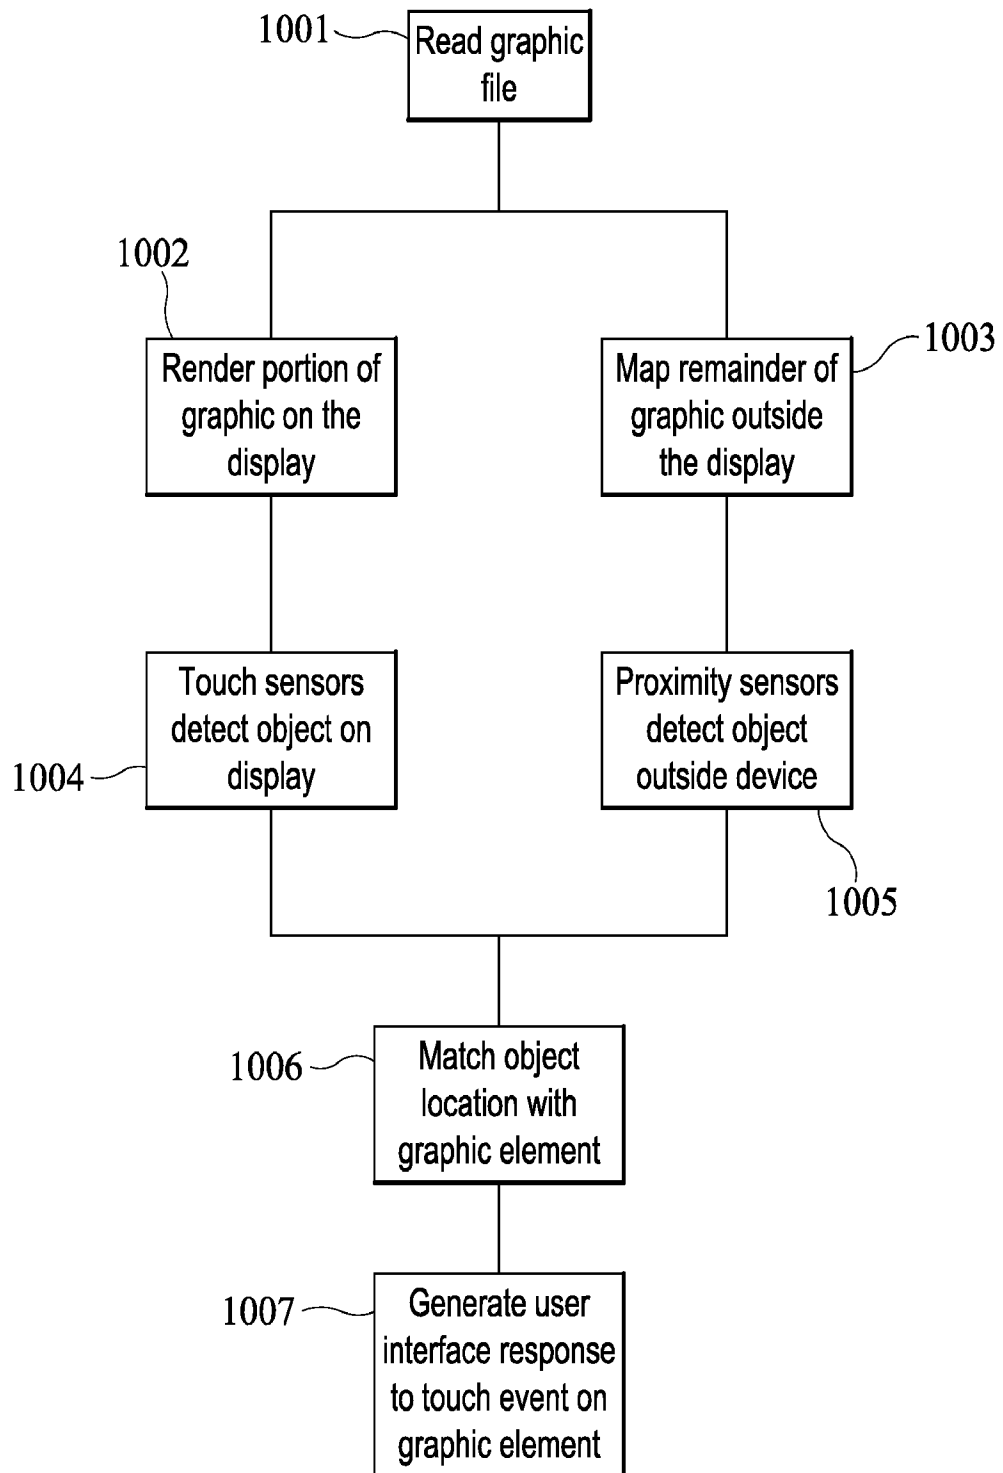 1001
Read graphic
file
1002
Render portion of
graphic on the
display
1003
Map remainder of
graphic outside
the display
1004
Touch sensors
detect object on
display
Proximity sensors
detect object
outside device
1005
1006
Match object
location with
graphic element
1007
Generate user
interface response
to touch event on
graphic element